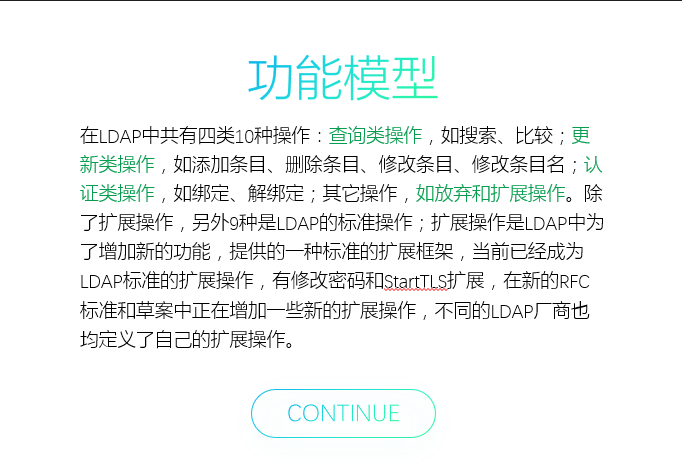 功能模型
在LDAP中共有四类10种操作：查询类操作，如搜索、比较；更
新类操作，如添加条目、删除条目、修改条目、修改条目名；认
证类操作，如绑定、解绑定；其它操作，如放弃和扩展操作。除
了扩展操作，另外9种是LDAP的标准操作；扩展操作是LDAP中为
了增加新的功能，提供的一种标准的扩展框架，当前已经成为
LDAP标准的扩展操作，有修改密码和StartTLS扩展，在新的RFC
标准和草案中正在增加一些新的扩展操作，不同的LDAP厂商也
均定义了自己的扩展操作。
CONTINUE